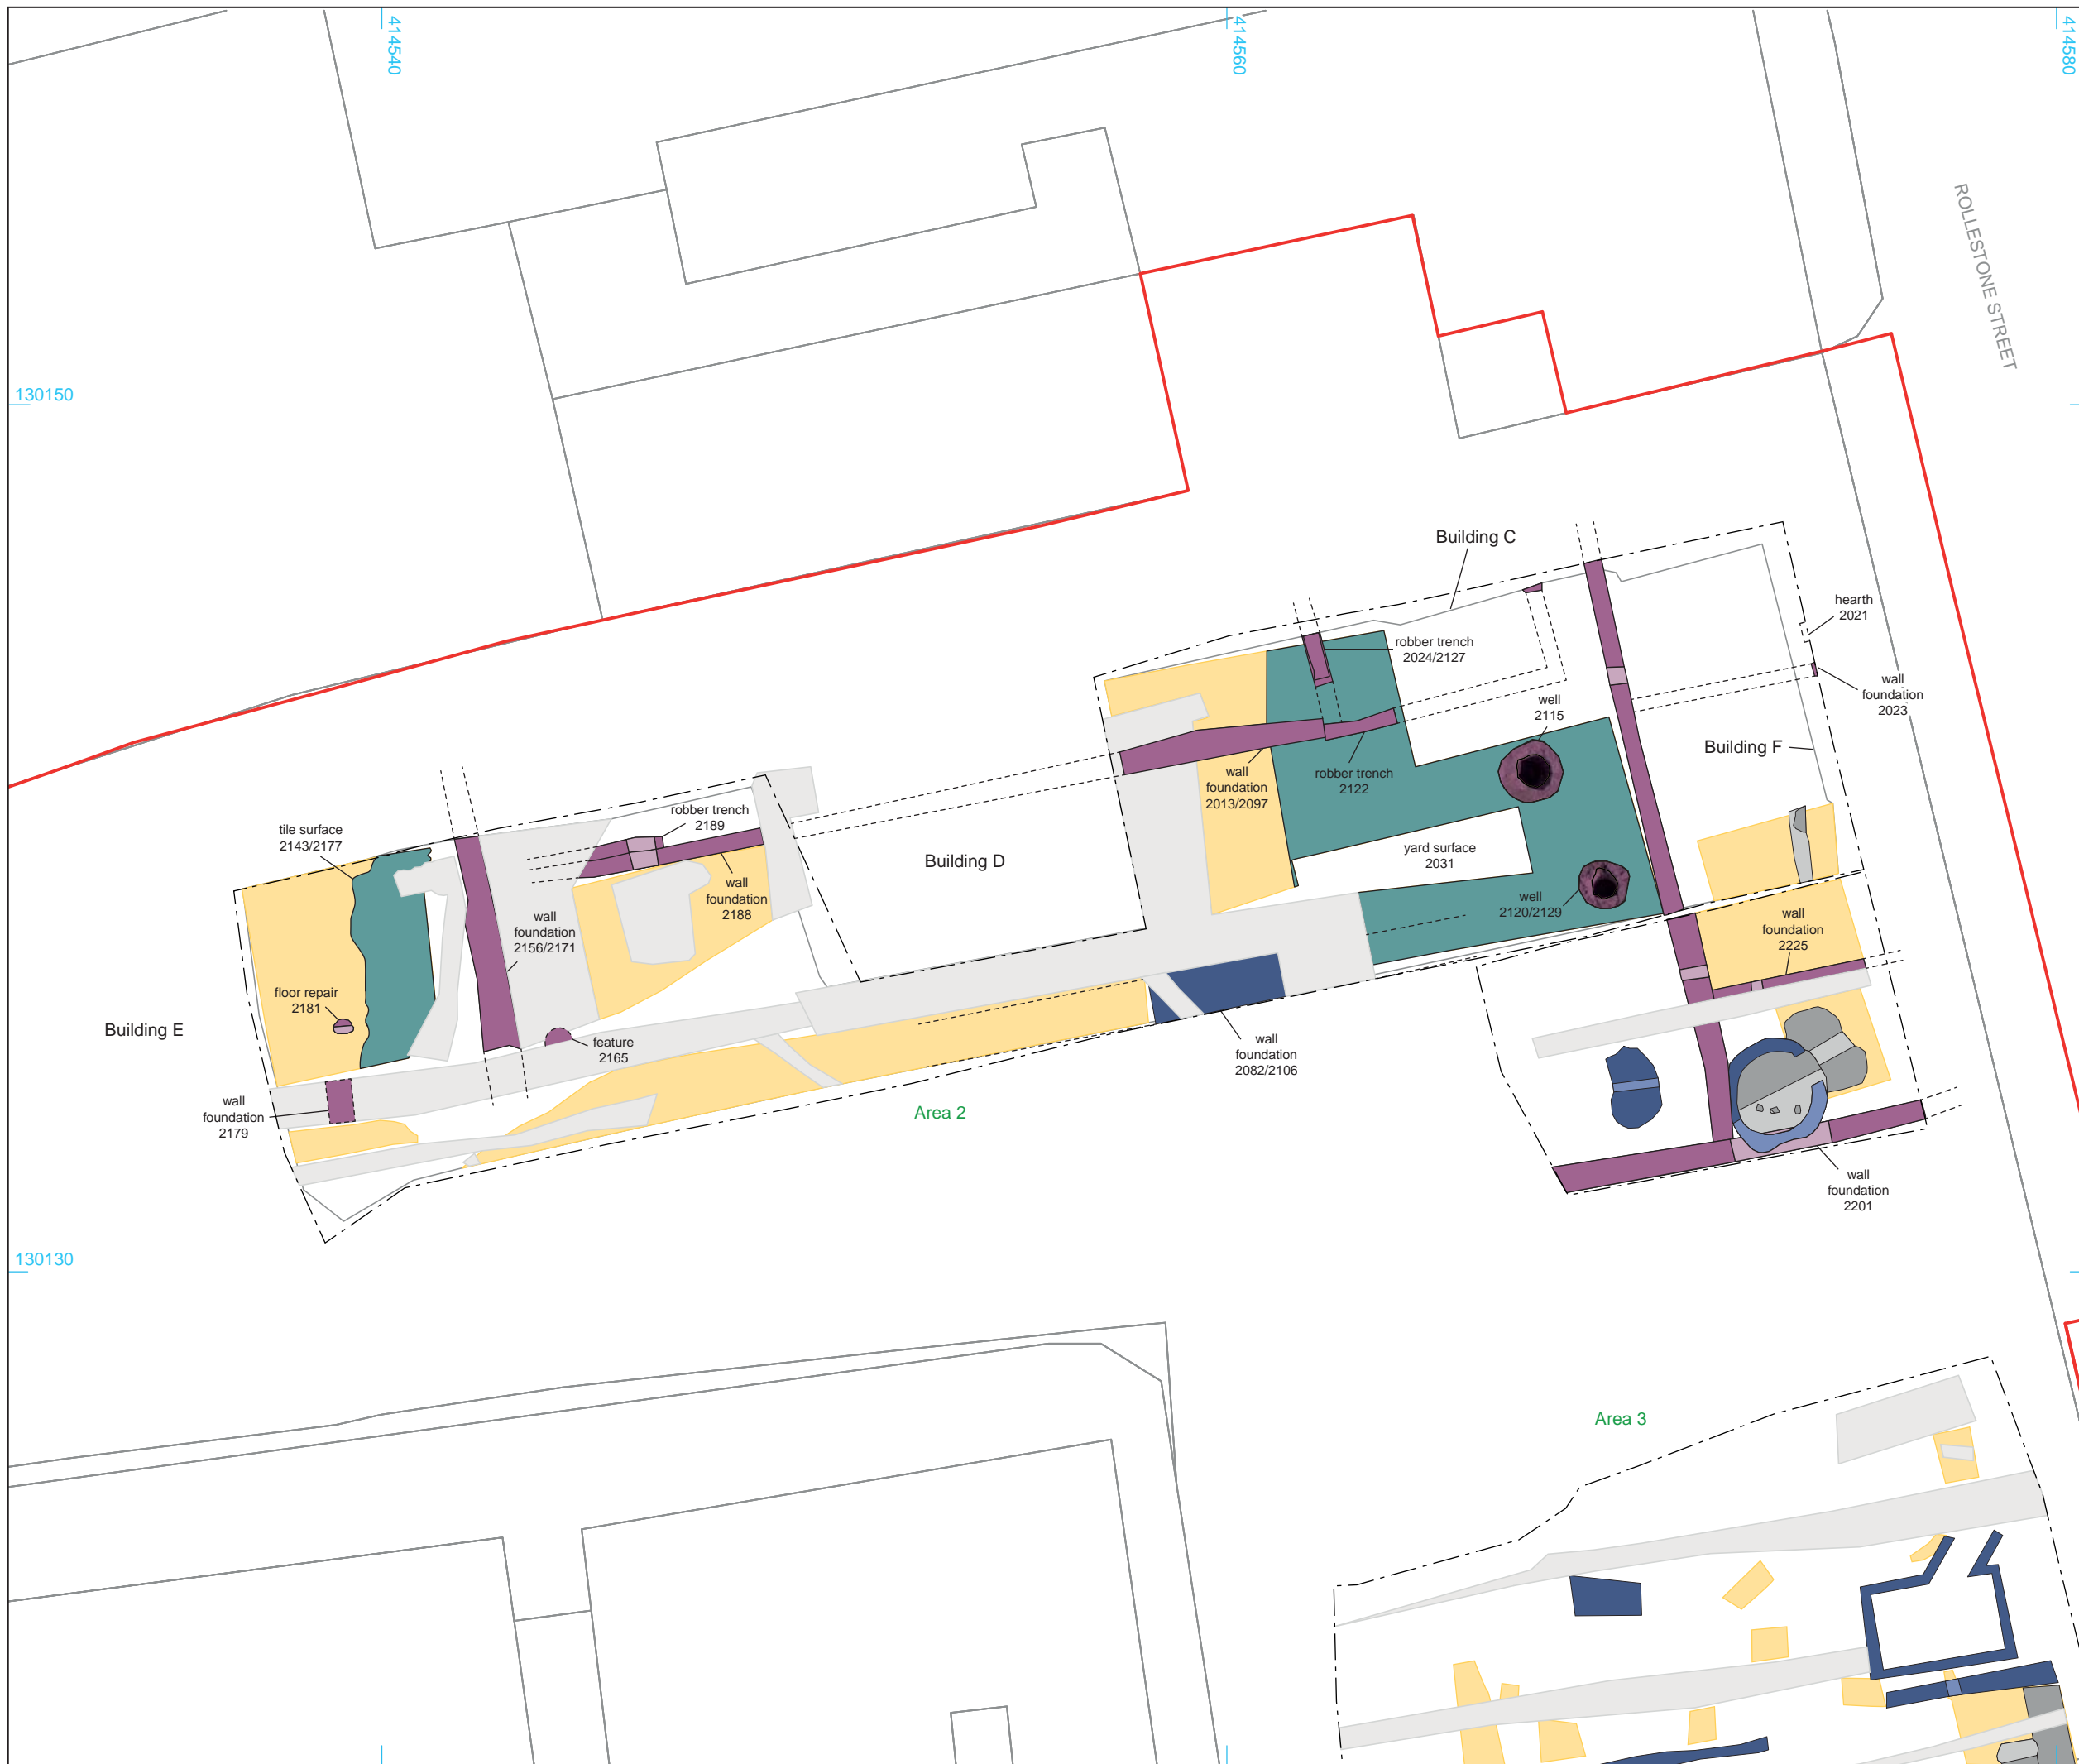 414540
414560
414580
ROLLESTONE STREET
130150
Building C
hearth
2021
robber trench
2024/2127
wall
foundation
2023
well
2115
Building F
wall
foundation
2013/2097
robber trench
2122
robber trench
2189
tile surface
2143/2177
Building D
yard surface
2031
wall
foundation
2188
well
2120/2129
wall
foundation
2156/2171
wall
foundation
2225
floor repair
2181
Building E
feature
2165
wall
foundation
2082/2106
wall
foundation
2179
Area 2
wall
foundation
2201
130130
Area 3